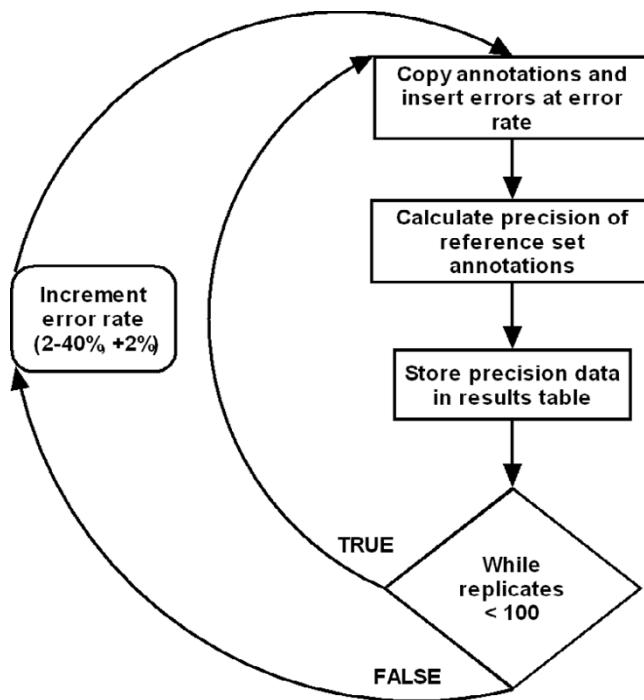 Copy annotations and
insert errors at error
rate
Calculate precision of
reference set
annotations
Increment
error rate
(2-40%, +2%)
Store precision data
in results table
TRUE
While
replicates
< 100
FALSE